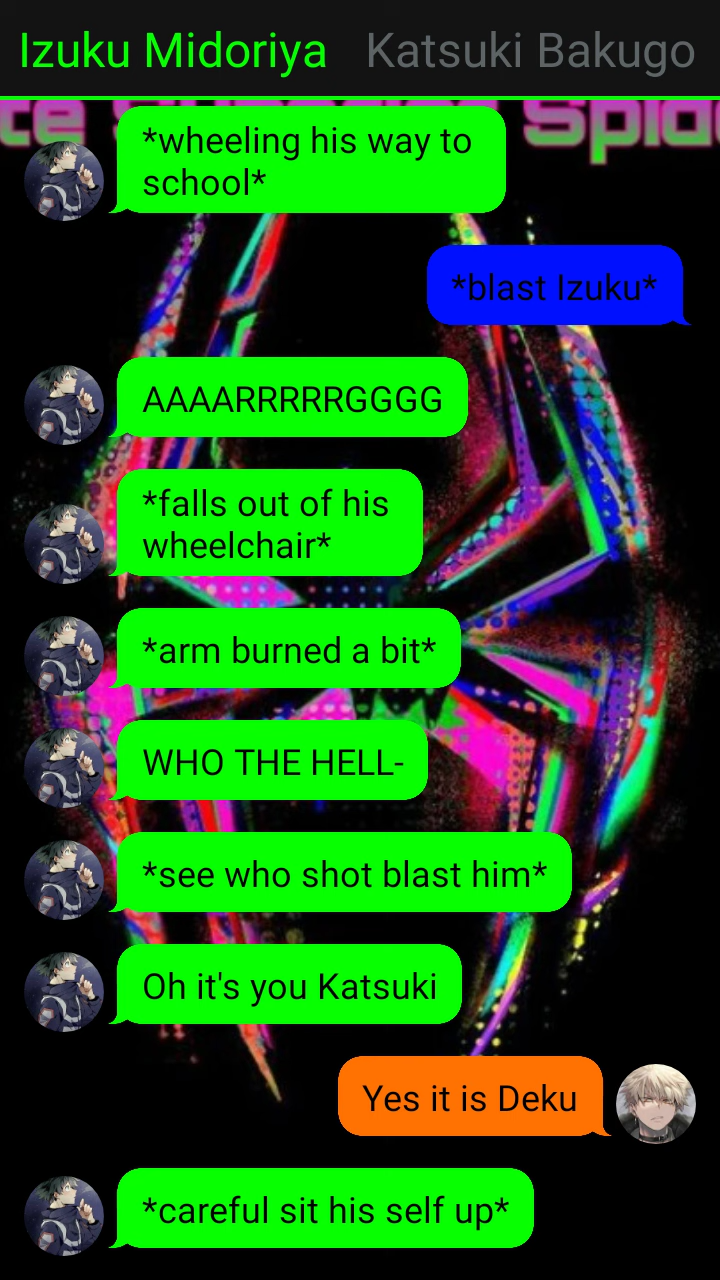 Izuku Midoriya Katsuki Bakugo
*wheeling his way to
school*
*blast Izuku*
AAAARRRRRGGGG
*falls out of his
wheelchair*
*arm burned a bit*
WHO THE HELL-
*see who shot blast him*
Oh it's you Katsuki
Yes it is Deku
*careful sit his self up*